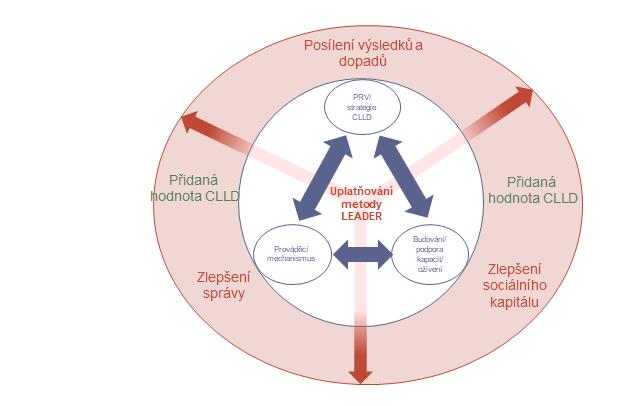 Posílení výsledků a
dopadů
PRV/
strategie
CLLD
Přidaná
hodnota CLLD
Uplatňování
metody
LEADER
Přidaná
hodnota CLLD
Prováděcí
mechanismus
Budování/
podpora
kapacit/
oživení
Zlepšení
správy
Zlepšení
sociálního
kapitálu